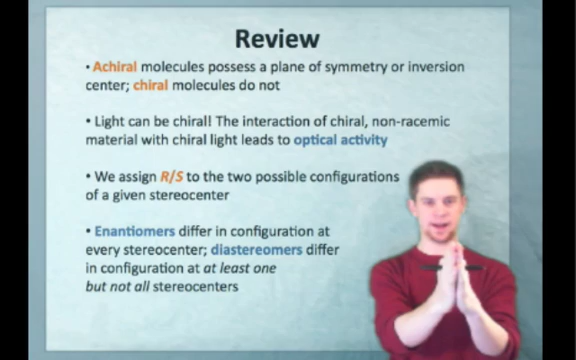 Review
• Achiral molecules possess a plane of symmetry or inversion
center; chiral molecules do not
• Light can be chiral! The interaction of chiral, non-racemic
material with chiral light leads to optical activity
• We assign R/S to the two possible configurations
of a given stereocenter
• Enantiomers differ in configuration at
every stereocenter; diastereomers differ
in configuration at at least one
but not all stereocenters